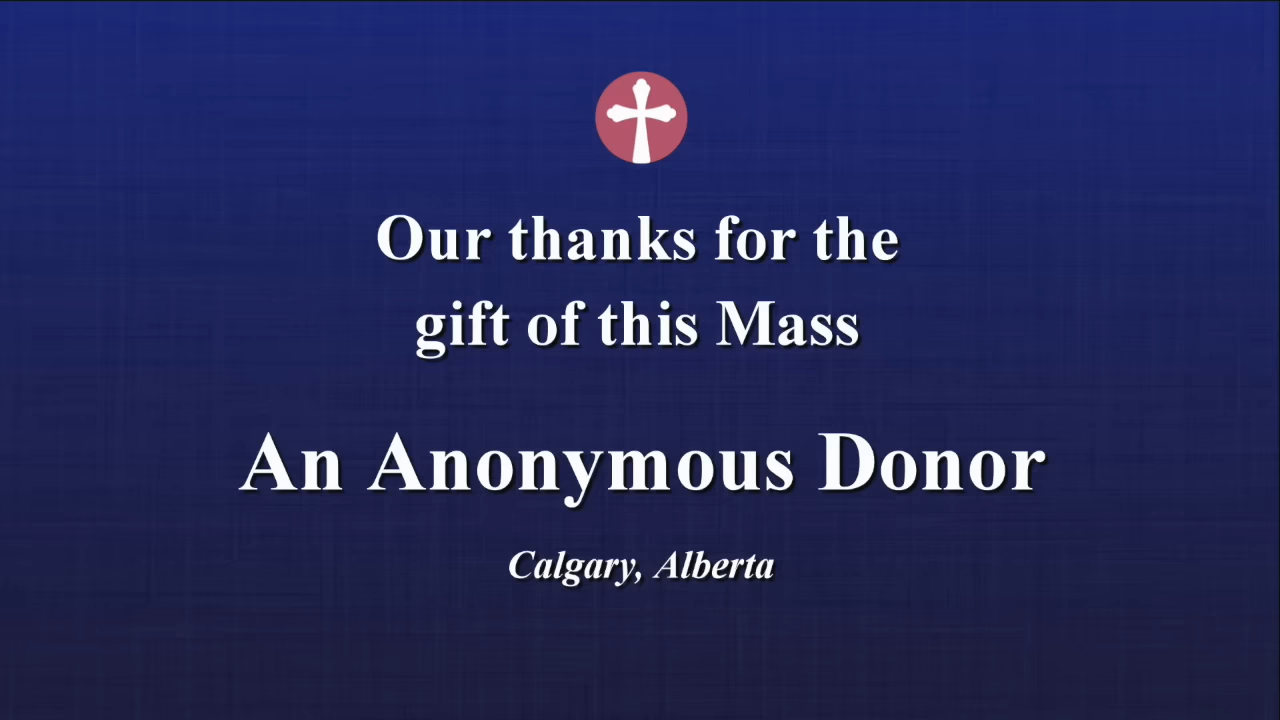 Our thanks for the
gift of this Mass
An Anonymous Donor
Calgary, Alberta